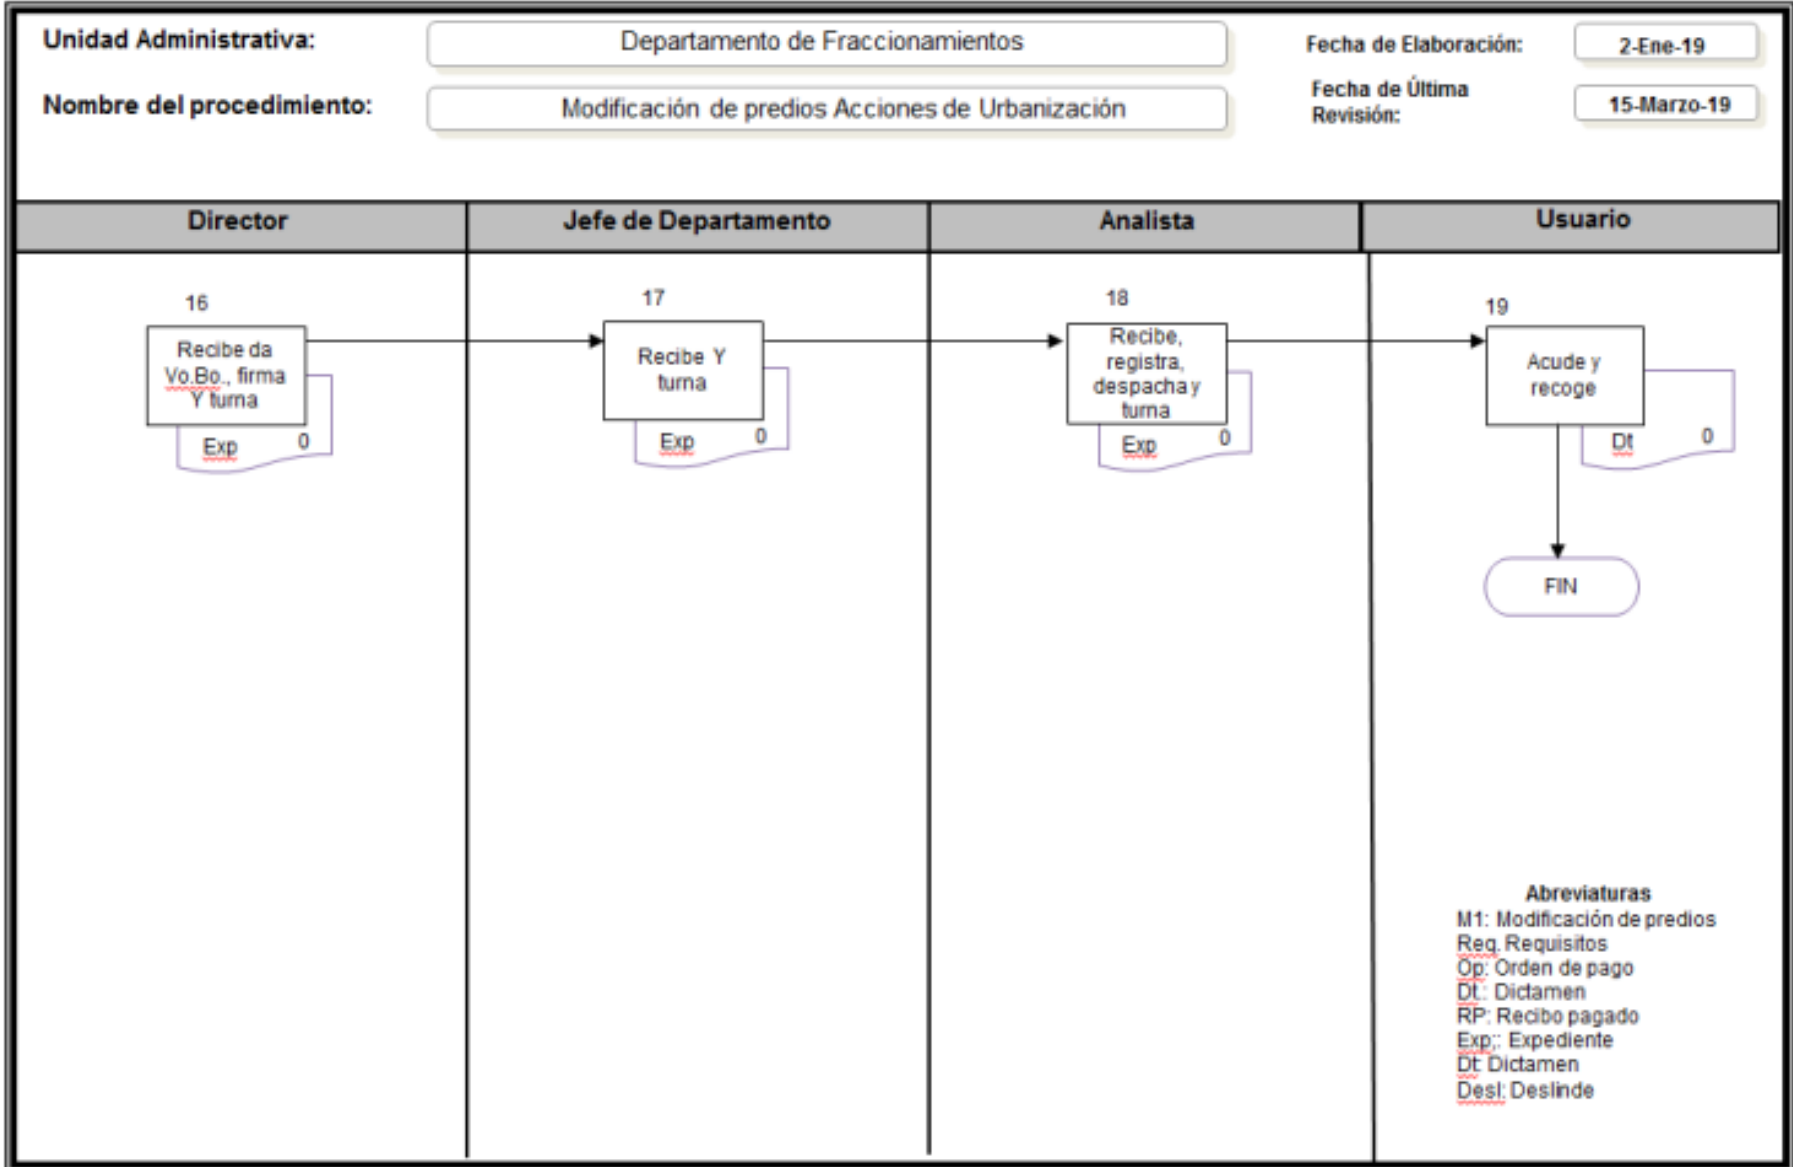 Unidad Administrativa:
Departamento de Fraccionamientos
Fecha de Elaboración:
2-Ene-19
Nombre del procedimiento:
Modificación de predios Acciones de Urbanización
Fecha de Última
Revisión:
15-Marzo-19
Director
Jefe de Departamento
Analista
Usuario
16
Recibe da
Vo.Bo., firma
Y turna
Exp
0
17
Recibe Y
turna
Exp
0
18
Recibe,
registra,
despacha y
turna
Exp
0
19
Acude y
recoge
Dt
0
FIN
Abreviaturas
M1: Modificación de predios
Req. Requisitos
Op: Orden de pago
Dt.: Dictamen
RP: Recibo pagado
Exp;: Expediente
Dt: Dictamen
Desl: Deslinde